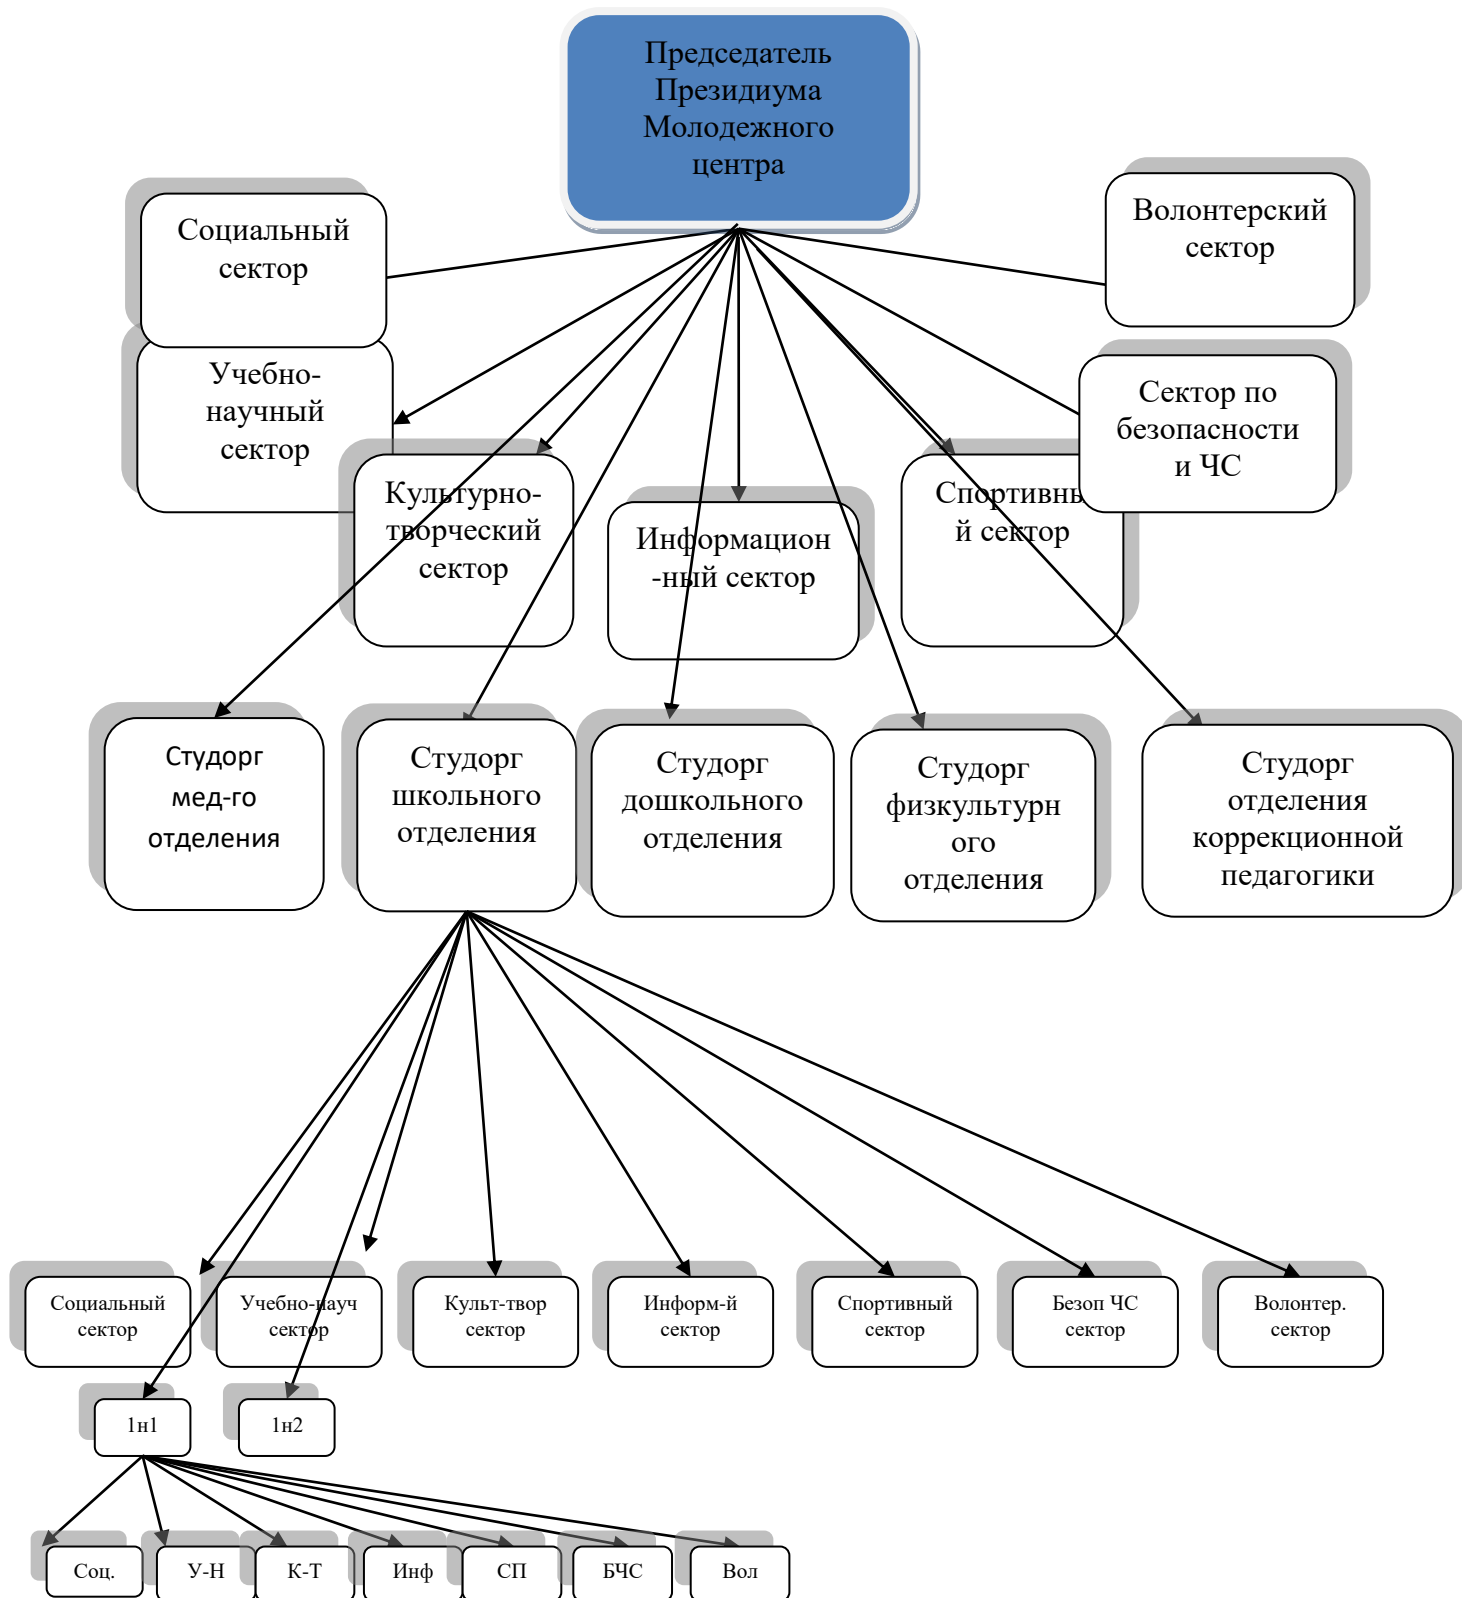 Председатель
Президиума
Молодежного
центра
Социальный
сектор
Волонтерский
сектор
Учебно-
научный
сектор
Сектор по
безопасности
и ЧС
Культурно-
творческий
сектор
Информацион
-ный сектор
Спортивны
й сектор
Студорг
мед-го
отделения
Студорг
школьного
отделения
Студорг
дошкольного
отделения
Студорг
физкультурн
ого
отделения
Студорг
отделения
коррекционной
педагогики
Социальный
сектор
Учебно-науч
сектор
Культ-твор
сектор
Информ-й
сектор
Спортивный
сектор
Безоп ЧС
сектор
Волонтер.
сектор
1н1
1н2
Соц.
У-Н
К-Т
Инф
СП
БЧС
Вол